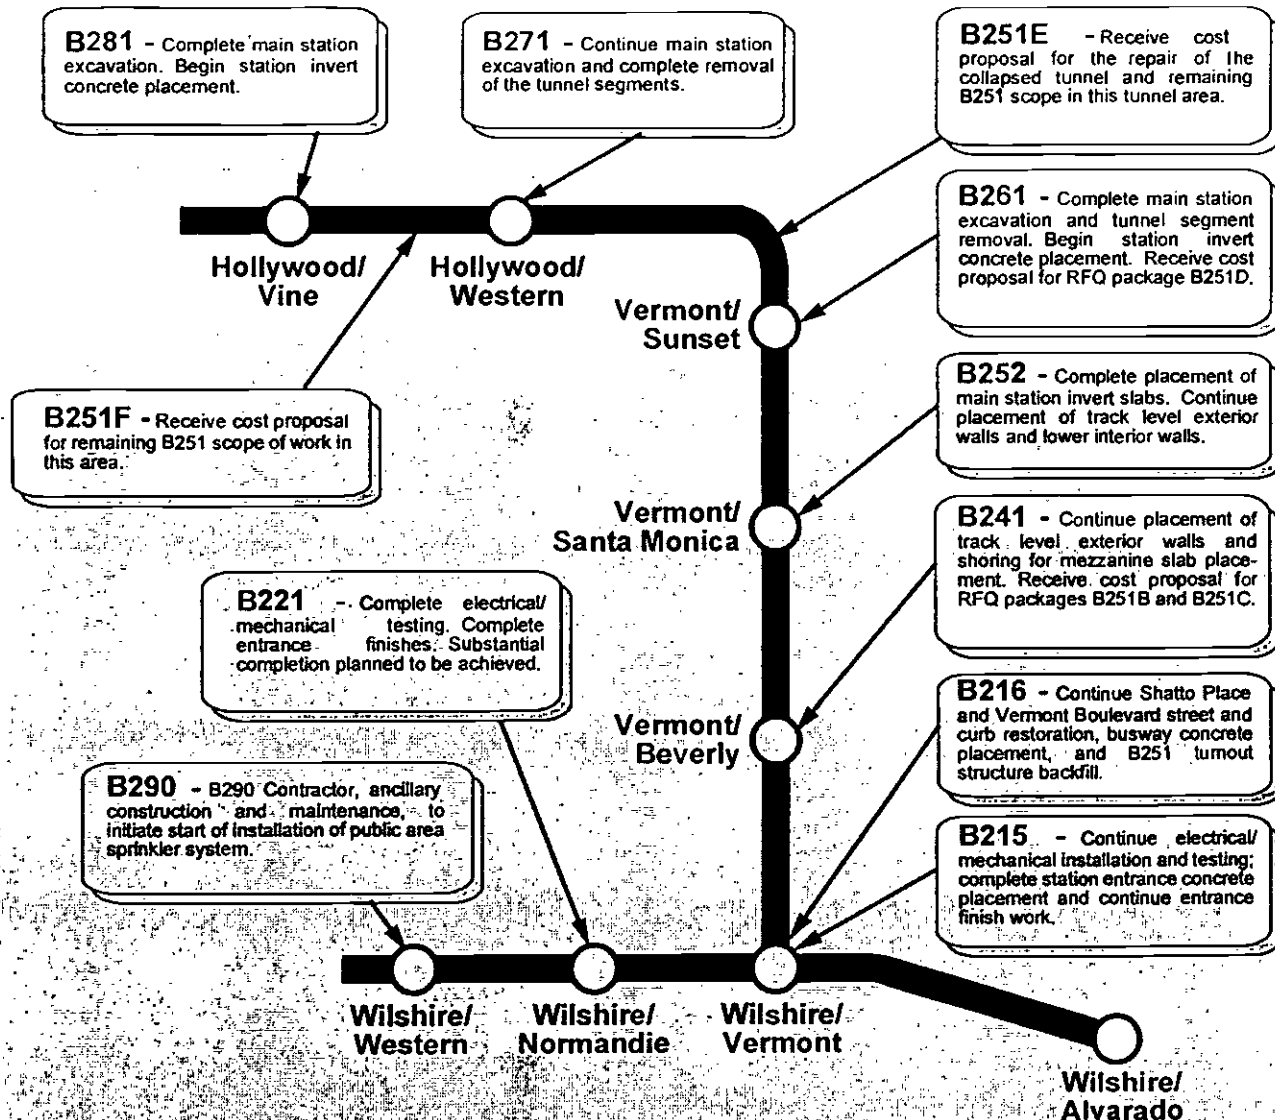 B281 - Complete main station
excavation. Begin station invert
concrete placement.
B271 - Continue main station
excavation and complete removal
of the tunnel segments.
B251E - Receive cost
proposal for the repair of the
collapsed tunnel and remaining
B251 scope in this tunnel area.
B261 - Complete main station
excavation and tunnel segment
removal. Begin station invert
concrete placement. Receive cost
proposal for RFQ package B251D.
Hollywood/
Vine
Hollywood/
Western
Vermont/
Sunset
B252 - Complete placement of
main station invert slabs. Continue
placement of track level exterior
walls and lower interior walls.
B251F - Receive cost proposal
for remaining B251 scope of work in
this area.
Vermont/
Santa Monica
B241 - Continue placement of
track level exterior walls and
shoring for mezzanine slab place-
ment. Receive cost proposal for
RFQ packages B251B and B251C.
B221 - Complete electrical/
mechanical testing. Complete
entrance finishes. Substantial
completion planned to be achieved.
Vermont/
Beverly
B216 - Continue Shatto Place
and Vermont Boulevard street and
curb restoration, busway concrete
placement, and B251 turnout
structure backfill.
B290 - B290 Contractor, ancillary
construction and maintenance, to
initiate start of installation of public area
sprinkler system.
B215 - Continue electrical/
mechanical installation and testing;
complete station entrance concrete
placement and continue entrance
finish work.
Wilshire/
Western
Wilshire/
Normandie
Wilshire/
Vermont
Wilshire/
Alvarado